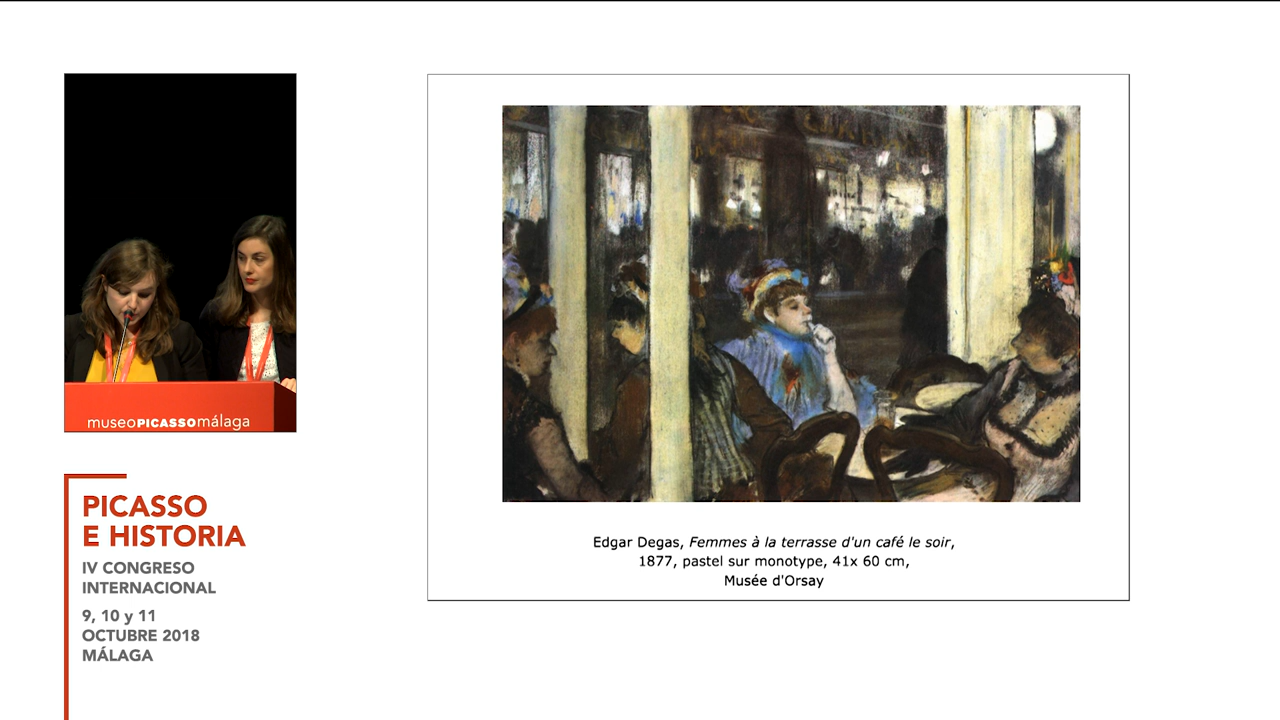 museoPICASSOmálaga
PICASSO
E HISTORIA
IV CONGRESO
INTERNACIONAL
9, 10 y 11
OCTUBRE 2018
MÁLAGA
Edgar Degas, Femmes à la terrasse d'un café le soir,
1877, pastel sur monotype, 41x 60 cm,
Musée d'Orsay